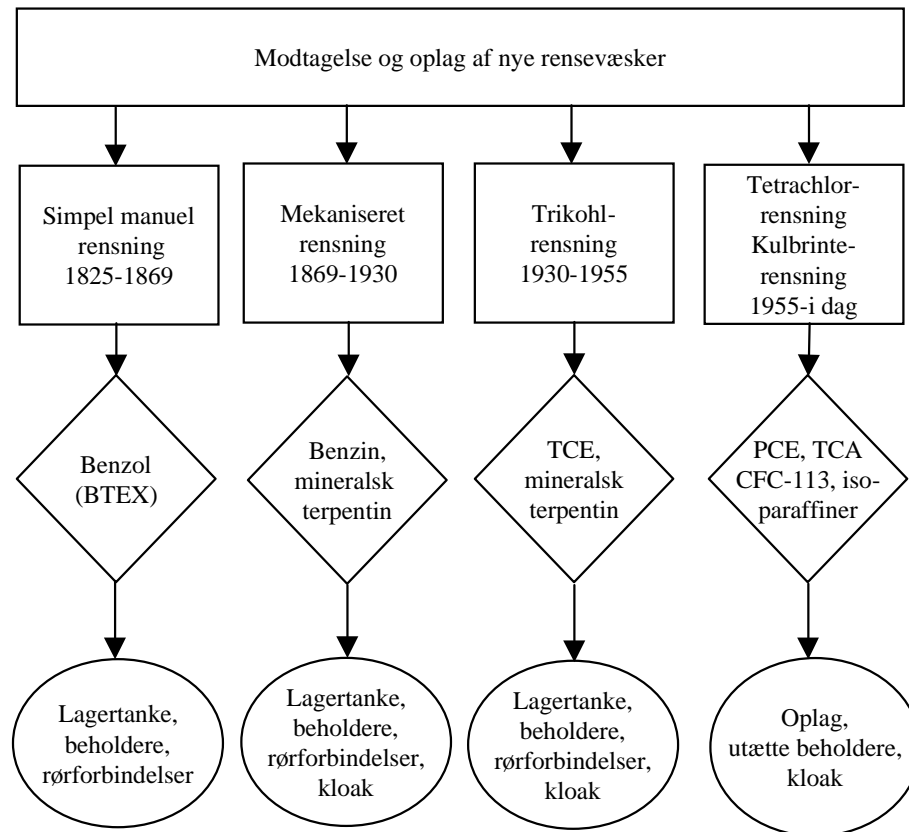 Modtagelse og oplag af nye rensevæsker
Simpel manuel
rensning
1825-1869
Mekaniseret
rensning
1869-1930
Trikohl-
rensning
1930-1955
Tetrachlor-
rensning
Kulbrinte-
rensning
1955-i dag
Benzol
(BTEX)
Benzin,
mineralsk
terpentin
TCE,
mineralsk
terpentin
PCE, TCA
CFC-113, iso-
paraffiner
Lagertanke,
beholdere,
rørforbindelser
Lagertanke,
beholdere,
rørforbindelser,
kloak
Lagertanke,
beholdere,
rørforbindelser,
kloak
Oplag,
utætte beholdere,
kloak